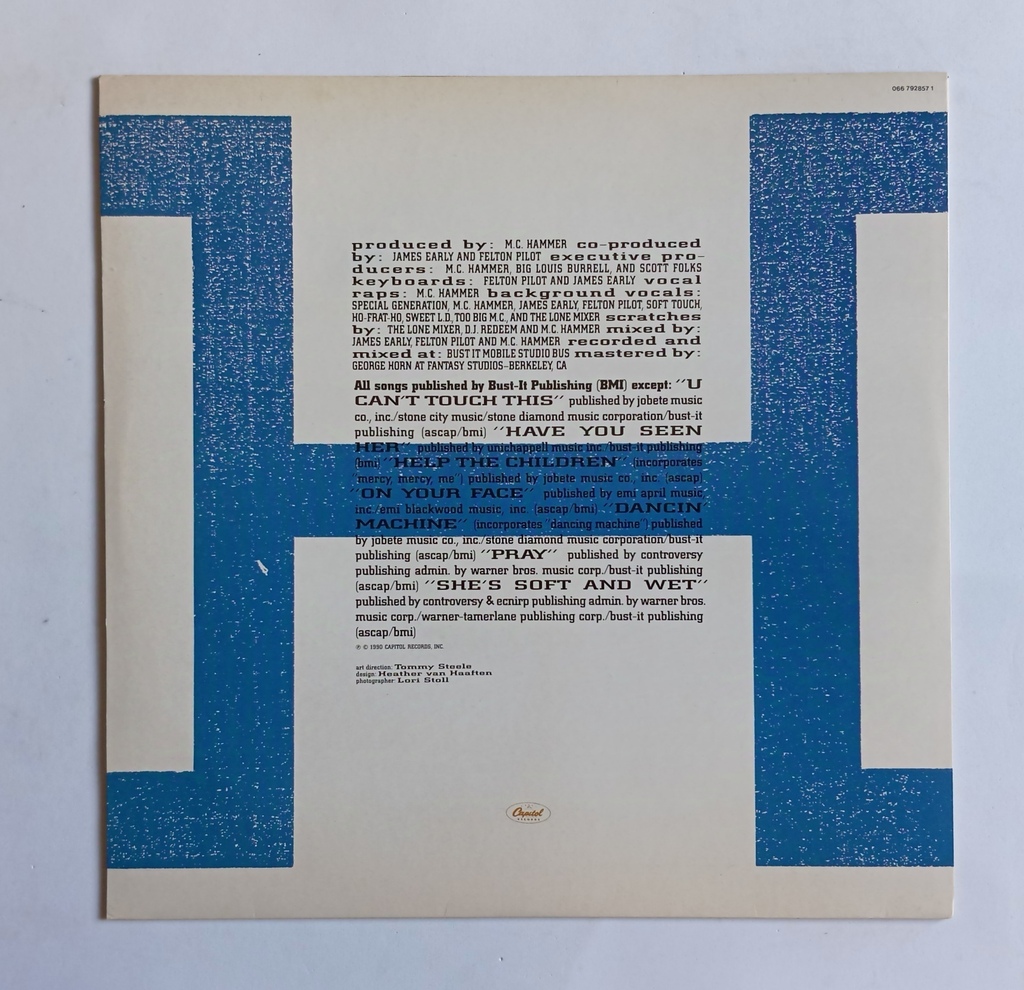 066 792857 1
produced by: M.C. HAMMER co-produced
by: JAMES EARLY AND FELTON PILOT executive pro-
ducers: M.C. HAMMER, BIG LOUIS BURRELL, AND SCOTT FOLKS
keyboards: FELTON PILOT AND JAMES EARLY vocal
raps: M.C. HAMMER background vocals:
SPECIAL GENERATION, M.C. HAMMER, JAMES EARLY, FELTON PILOT, SOFT TOUCH,
HO-FRAT-HO, SWEET L.D., TOO BIG M.C., AND THE LONE MIXER scratches
by: THE LONE MIXER, D.J. REDEEM AND M.C. HAMMER mixed by:
JAMES EARLY, FELTON PILOT AND M.C. HAMMER recorded and
mixed at: BUST IT MOBILE STUDIO BUS mastered by:
GEORGE HORN AT FANTASY STUDIOS-BERKELEY, CA
All songs published by Bust-It Publishing (BMI) except: "U
CAN'T TOUCH THIS" published by jobete music
co., inc./stone city music/stone diamond music corporation/bust-it
publishing (ascap/bmi) "HAVE YOU SEEN
HER" published by unichappell music inc./bust-it publishing
(bmi) "HELP THE CHILDREN" (incorporates
"mercy, mercy, me") published by jobete music co., inc. (ascap)
"ON YOUR FACE" published by emi april music
inc./emi blackwood music, inc. (ascap/bmi) "DANCIN'
MACHINE" (incorporates "dancing machine") published
by jobete music co., inc./stone diamond music corporation/bust-it
publishing (ascap/bmi) "PRAY" published by controversy
publishing admin. by warner bros. music corp./bust-it publishing
(ascap/bmi) "SHE'S SOFT AND WET"
published by controversy & ecnirp publishing admin. by warner bros.
music corp./warner-tamerlane publishing corp./bust-it publishing
(ascap/bmi)
℗ © 1990 CAPITOL RECORDS, INC.
art direction: Tommy Steele
design: Heather van Haaften
photographer: Lori Stoll
Capitol
RECORDS